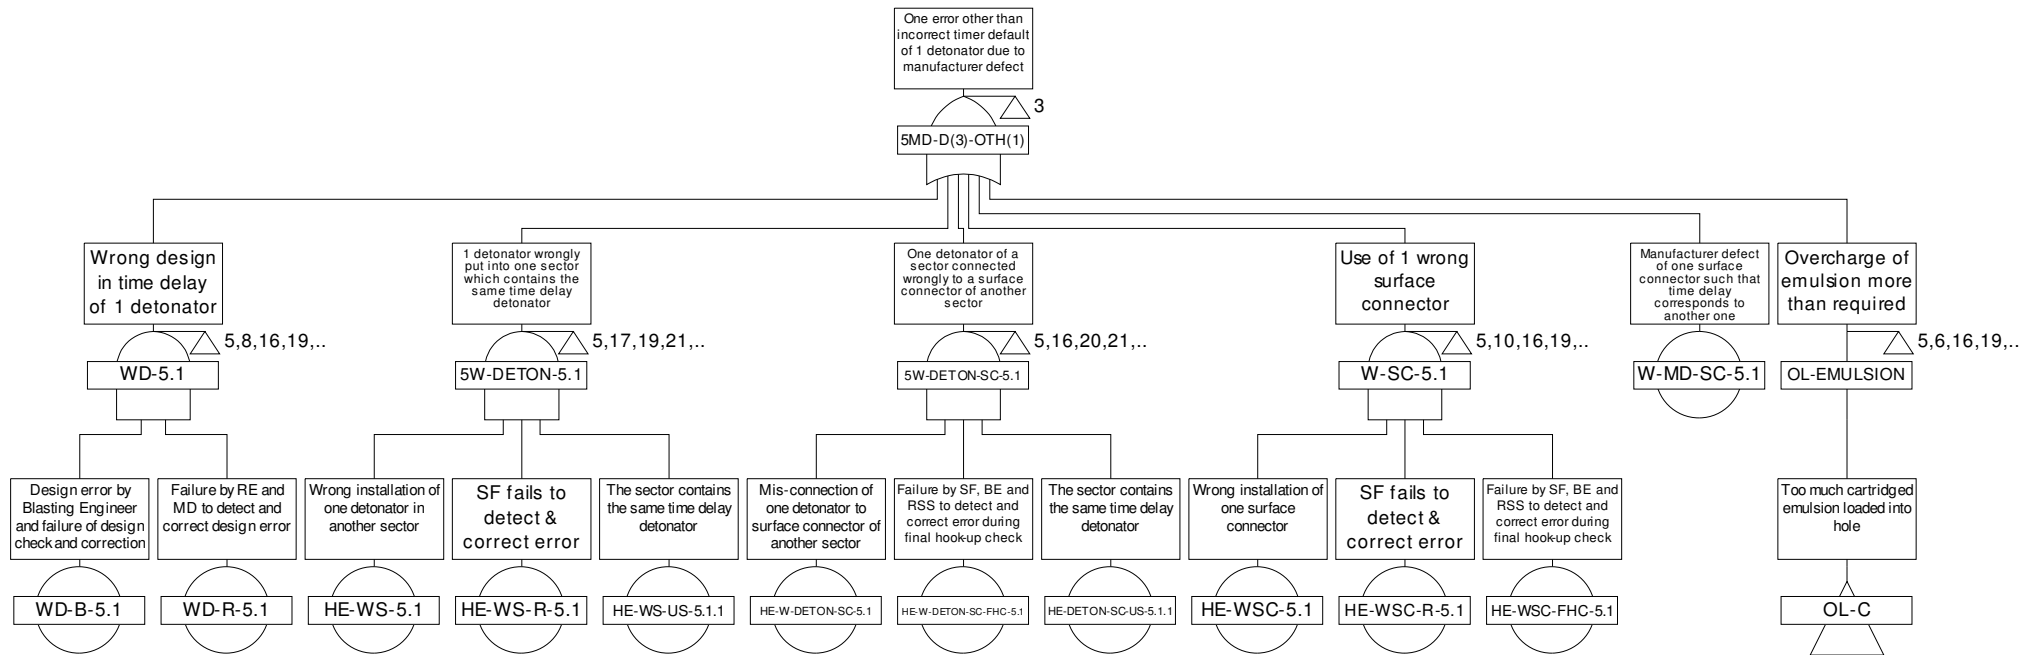 One error other than
incorrect timer default
of 1 detonator due to
manufacturer defect
3
5MD-D(3)-OTH(1)
Wrong design
in time delay
of 1 detonator
5,8,16,19,..
WD-5.1
1 detonator wrongly
put into one sector
which contains the
same time delay
detonator
5,17,19,21,..
5W-DETON-5.1
One detonator of a
sector connected
wrongly to a surface
connector of another
sector
5,16,20,21,..
5W-DETON-SC-5.1
Use of 1 wrong
surface
connector
5,10,16,19,..
W-SC-5.1
Manufacturer defect
of one surface
connector such that
time delay
corresponds to
another one
W-MD-SC-5.1
Overcharge of
emulsion more
than required
5,6,16,19,..
OL-EMULSION
Design error by
Blasting Engineer
and failure of design
check and correction
WD-B-5.1
Failure by RE and
MD to detect and
correct design error
WD-R-5.1
Wrong installation of
one detonator in
another sector
HE-WS-5.1
SF fails to
detect &
correct error
HE-WS-R-5.1
The sector contains
the same time delay
detonator
HE-WS-US-5.1.1
Mis-connection of
one detonator to
surface connector of
another sector
HE-W-DETON-SC-5.1
Failure by SF, BE and
RSS to detect and
correct error during
final hook-up check
HE-W-DETON-SC-FHC-5.1
The sector contains
the same time delay
detonator
HE-DETON-SC-US-5.1.1
Wrong installation of
one surface
connector
HE-WSC-5.1
SF fails to
detect &
correct error
HE-WSC-R-5.1
Failure by SF, BE and
RSS to detect and
correct error during
final hook-up check
HE-WSC-FHC-5.1
Too much cartridged
emulsion loaded into
hole
OL-C